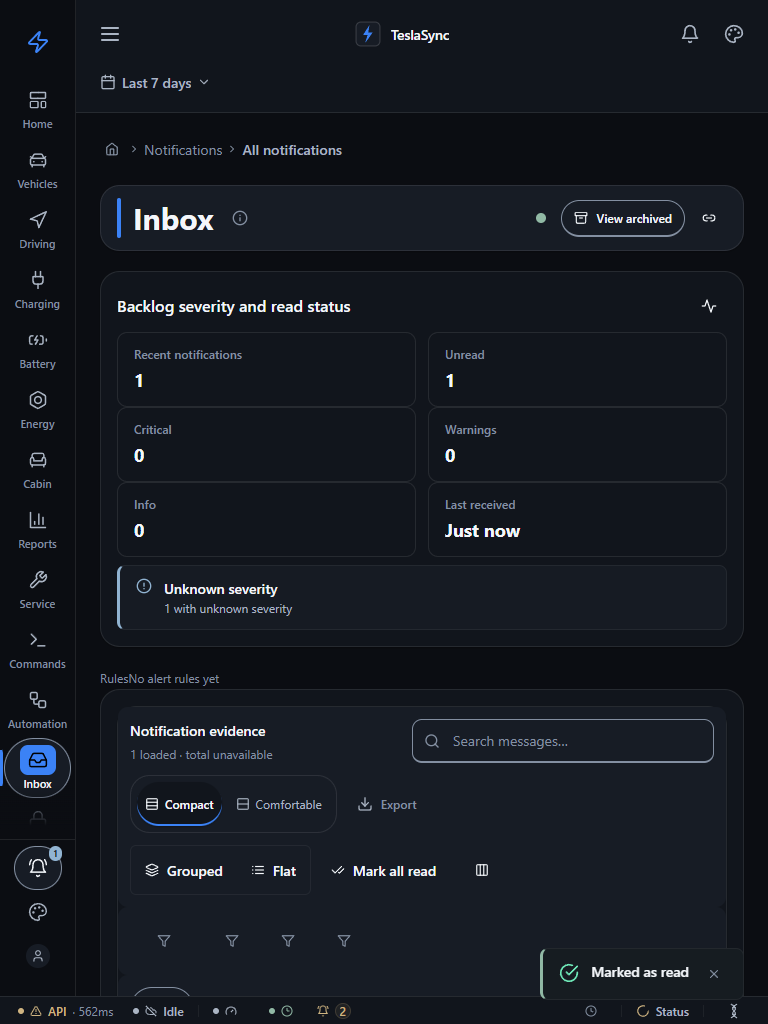 TeslaSync
Last 7 days
Home
Vehicles
Driving
Charging
Battery
Energy
Cabin
Reports
Service
Commands
Automation
Inbox
1
Notifications
All notifications
Inbox
View archived
Backlog severity and read status
Recent notifications
1
Unread
1
Critical
0
Warnings
0
Info
0
Last received
Just now
Unknown severity
1 with unknown severity
RulesNo alert rules yet
Notification evidence
1 loaded · total unavailable
Search messages...
Compact
Comfortable
Export
Grouped
Flat
Mark all read
Marked as read
API · 562ms
Idle
2
Status